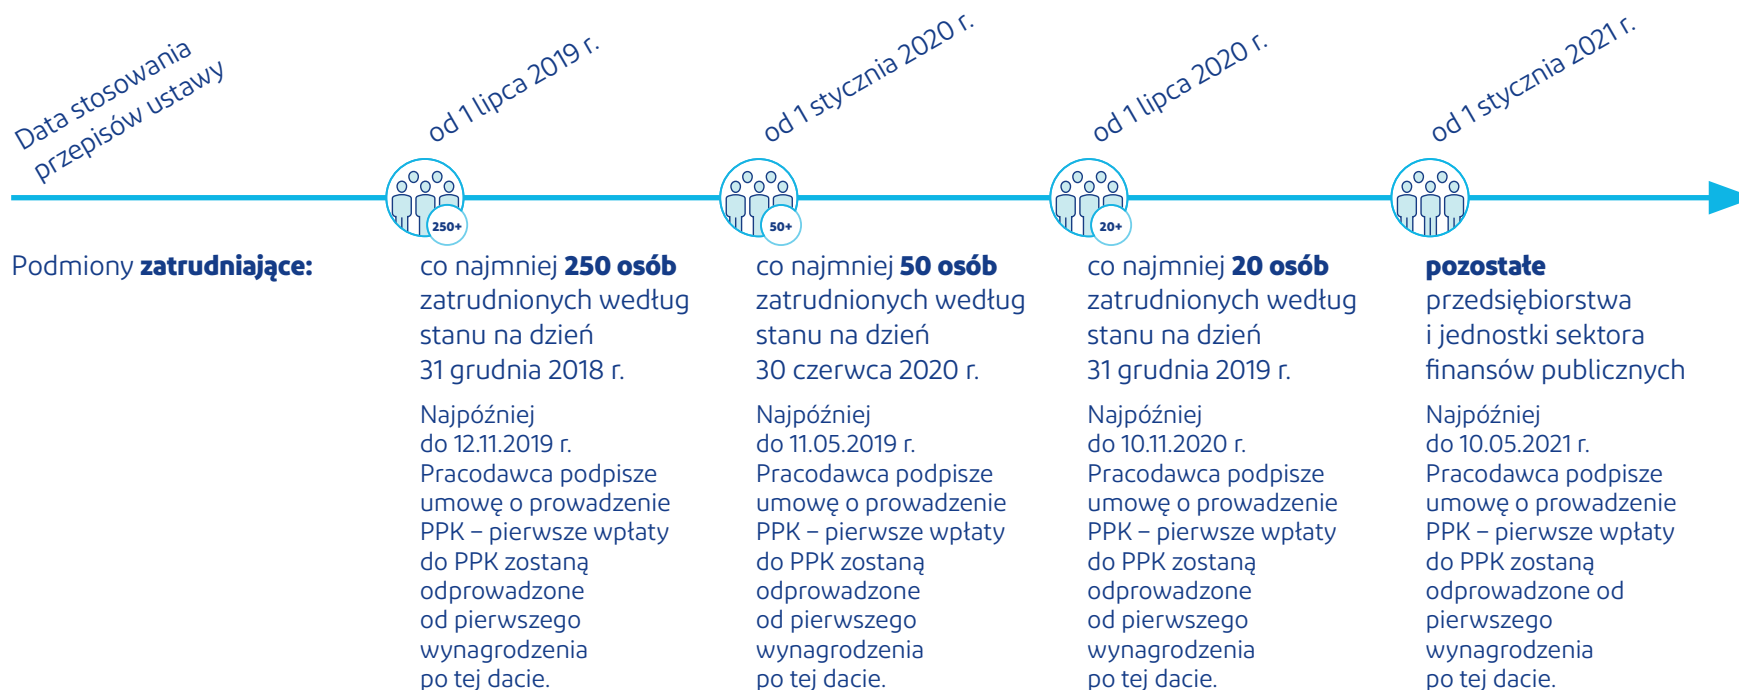 Data stosowania
przepisów ustawy
od 1 lipca 2019 r.
od 1 stycznia 2020 r.
od 1 lipca 2020 r.
od 1 stycznia 2021 r.
250+
50+
20+
Podmiony zatrudniające:
co najmniej 250 osób
zatrudnionych według
stanu na dzień
31 grudnia 2018 r.
Najpóźniej
do 12.11.2019 r.
Pracodawca podpisze
umowę o prowadzenie
PPK – pierwsze wpłaty
do PPK zostaną
odprowadzone
od pierwszego
wynagrodzenia
po tej dacie.
co najmniej 50 osób
zatrudnionych według
stanu na dzień
30 czerwca 2020 r.
Najpóźniej
do 11.05.2019 r.
Pracodawca podpisze
umowę o prowadzenie
PPK – pierwsze wpłaty
do PPK zostaną
odprowadzone
od pierwszego
wynagrodzenia
po tej dacie.
co najmniej 20 osób
zatrudnionych według
stanu na dzień
31 grudnia 2019 r.
Najpóźniej
do 10.11.2020 r.
Pracodawca podpisze
umowę o prowadzenie
PPK – pierwsze wpłaty
do PPK zostaną
odprowadzone
od pierwszego
wynagrodzenia
po tej dacie.
pozostałe
przedsiębiorstwa
i jednostki sektora
finansów publicznych
Najpóźniej
do 10.05.2021 r.
Pracodawca podpisze
umowę o prowadzenie
PPK – pierwsze wpłaty
do PPK zostaną
odprowadzone od
pierwszego
wynagrodzenia
po tej dacie.